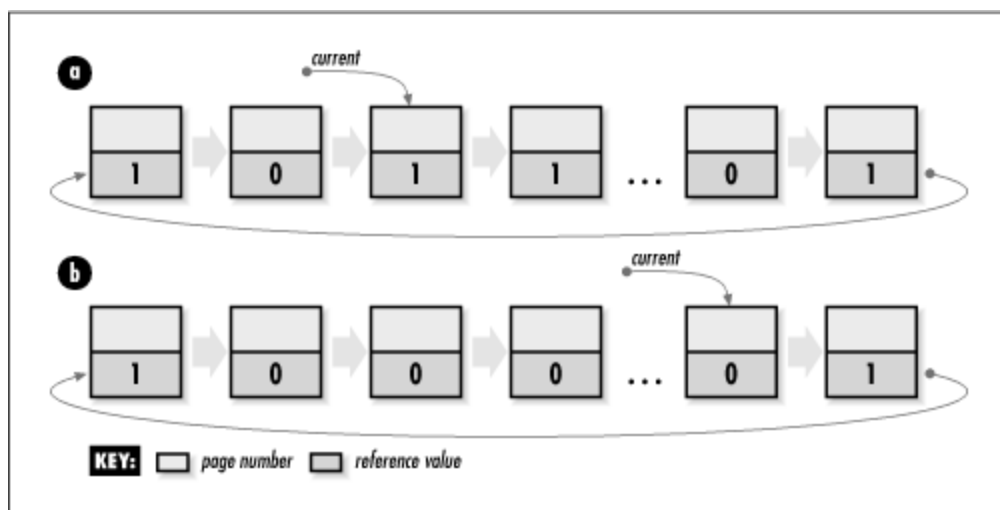 current
a
1 0 1 1 ... 0 1
current
b
1 0 0 0 ... 0 1
KEY: page number reference value